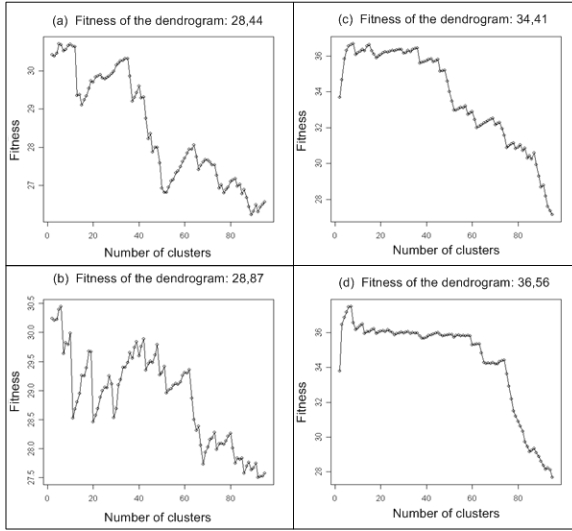 (a) Fitness of the dendrogram: 28,44
Fitness
30
29
28
27
0 20 40 60 80
Number of clusters
(c) Fitness of the dendrogram: 34,41
Fitness
36
34
32
30
28
0 20 40 60 80
Number of clusters
(b) Fitness of the dendrogram: 28,87
Fitness
30.5
30.0
29.5
29.0
28.5
28.0
27.5
0 20 40 60 80
Number of clusters
(d) Fitness of the dendrogram: 36,56
Fitness
36
34
32
30
28
0 20 40 60 80
Number of clusters